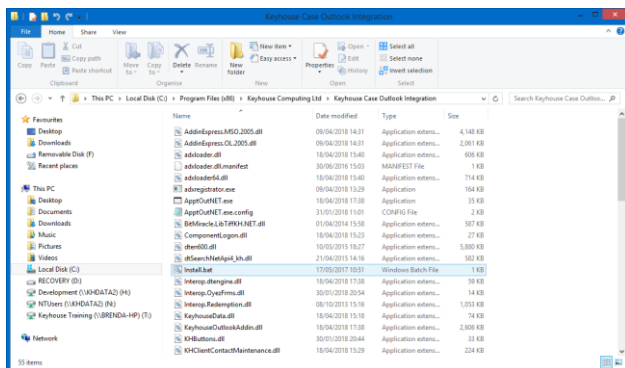 Keyhouse Case Outlook Integration
File Home Share View
Copy Paste
Cut
Copy path
Paste shortcut
Move to
Copy to
Delete Rename
New folder
New item
Easy access
Properties
Open
Edit
History
Select all
Select none
Invert selection
Clipboard Organise New Open Select
This PC Local Disk (C:) Program Files (x86) Keyhouse Computing Ltd Keyhouse Case Outlook Integration
Search Keyhouse Case Outloo...
Favourites
Desktop
Downloads
Removable Disk (F)
Recent places
This PC
Desktop
Documents
Downloads
Music
Pictures
Videos
Local Disk (C:)
RECOVERY (D:)
Development (\\KHDATA2) (H:)
NTUsers (\\KHDATA2) (N:)
Keyhouse Training (\\BRENDA-HP) (T:)
Network
Name Date modified Type Size
AddinExpress.MSO.2005.dll 09/04/2018 14:31 Application extens... 4,148 KB
AddinExpress.OL.2005.dll 09/04/2018 14:31 Application extens... 2,061 KB
adxloader.dll 18/04/2018 15:40 Application extens... 606 KB
adxloader.dll.manifest 30/06/2016 15:03 MANIFEST File 1 KB
adxloader64.dll 18/04/2018 15:40 Application extens... 714 KB
adxregistrator.exe 09/04/2018 13:29 Application 164 KB
ApptOutNET.exe 18/04/2018 17:38 Application 35 KB
ApptOutNET.exe.config 31/01/2018 11:01 CONFIG File 2 KB
BitMiracle.LibTiffKH.NET.dll 01/04/2014 15:58 Application extens... 587 KB
ComponentLogon.dll 18/04/2018 15:23 Application extens... 27 KB
dten600.dll 10/03/2015 18:27 Application extens... 5,880 KB
dtSearchNetApi4_kh.dll 21/04/2015 14:16 Application extens... 582 KB
Install.bat 17/05/2017 10:51 Windows Batch File 1 KB
Interop.dtengine.dll 18/04/2018 17:38 Application extens... 59 KB
Interop.OyezFrms.dll 30/01/2018 20:54 Application extens... 14 KB
Interop.Redemption.dll 08/10/2013 15:16 Application extens... 1,053 KB
KeyhouseData.dll 18/04/2018 15:18 Application extens... 74 KB
KeyhouseOutlookAddin.dll 18/04/2018 17:38 Application extens... 2,606 KB
KHButtons.dll 30/01/2018 20:44 Application extens... 33 KB
KHClientContactMaintenance.dll 18/04/2018 15:29 Application extens... 224 KB
55 items